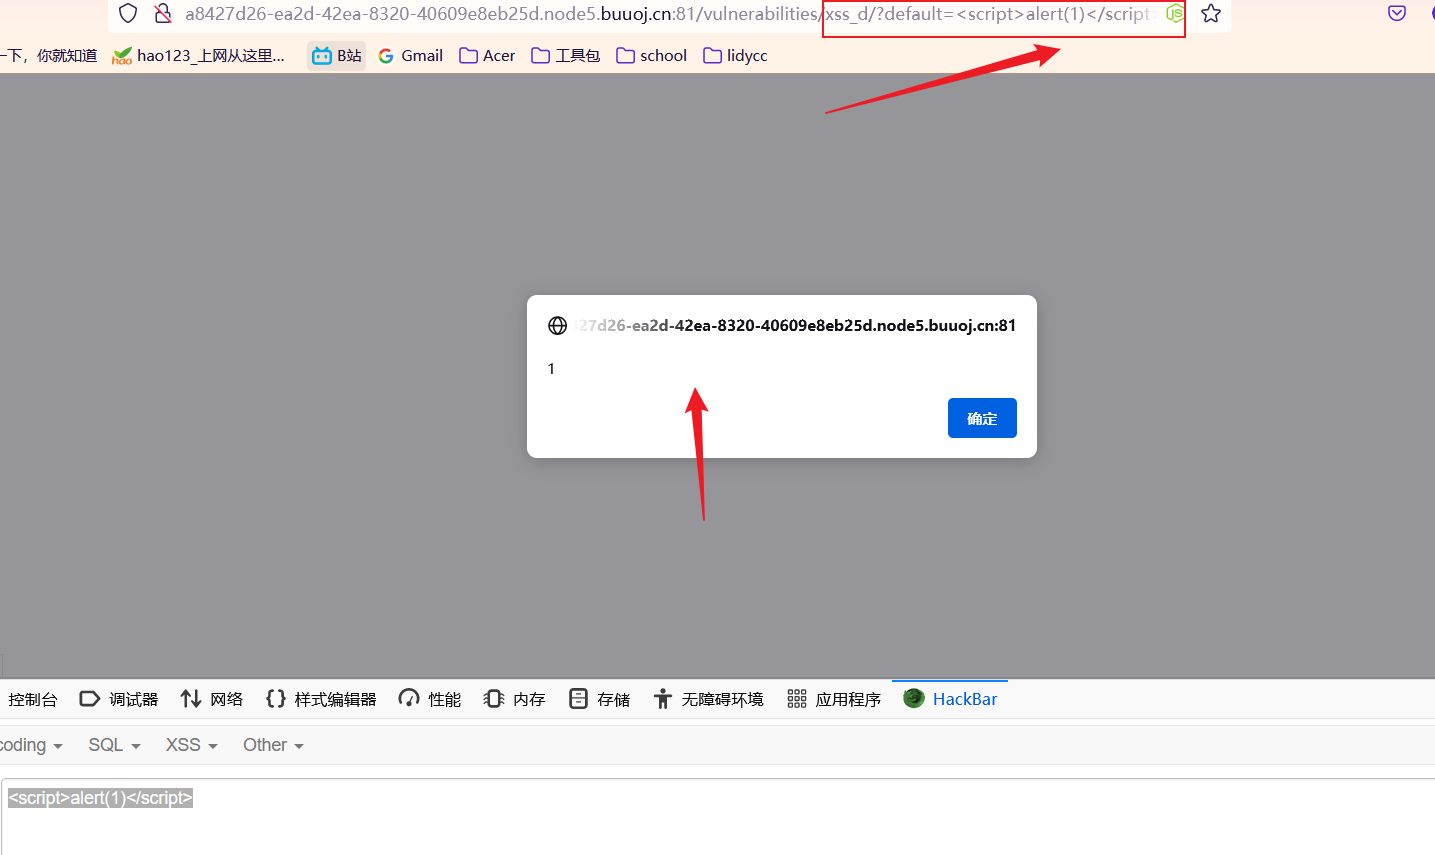 a8427d26-ea2d-42ea-8320-40609e8eb25d.node5.buuoj.cn:81/vulnerabilities/xss_d/?default=<script>alert(1)</script>
一下，你就知道 hao123_上网从这里... B站 Gmail Acer 工具包 school lidycc
427d26-ea2d-42ea-8320-40609e8eb25d.node5.buuoj.cn:81
1
确定
控制台 调试器 网络 样式编辑器 性能 内存 存储 无障碍环境 应用程序 HackBar
coding SQL XSS Other
<script>alert(1)</script>